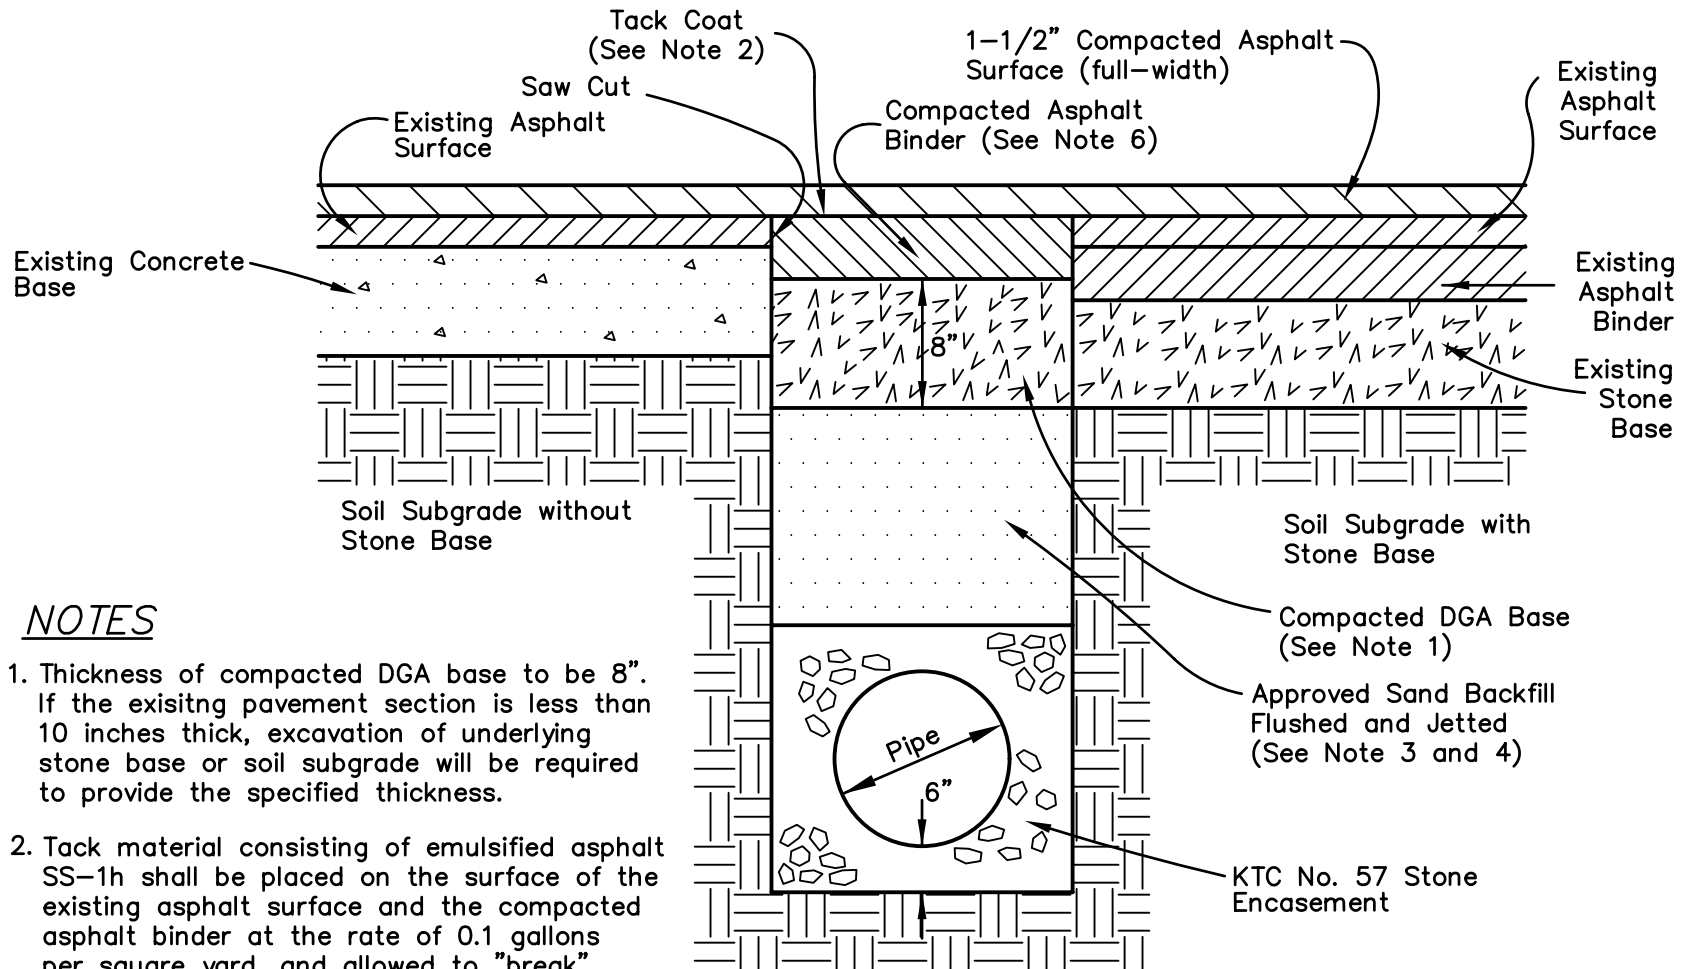 Tack Coat
(See Note 2)
Saw Cut
Existing Asphalt
Surface
1–1/2” Compacted Asphalt
Surface (full–width)
Compacted Asphalt
Binder (See Note 6)
Existing
Asphalt
Surface
Existing Concrete
Base
Existing
Asphalt
Binder
8”
Existing
Stone
Base
Soil Subgrade without
Stone Base
Soil Subgrade with
Stone Base
Compacted DGA Base
(See Note 1)
Approved Sand Backfill
Flushed and Jetted
(See Note 3 and 4)
Pipe
6”
KTC No. 57 Stone
Encasement
NOTES
1. Thickness of compacted DGA base to be 8”.
If the exisitng pavement section is less than
10 inches thick, excavation of underlying
stone base or soil subgrade will be required
to provide the specified thickness.
2. Tack material consisting of emulsified asphalt
SS–1h shall be placed on the surface of the
existing asphalt surface and the compacted
asphalt binder at the rate of 0.1 gallons
per square yard, and allowed to ”break”